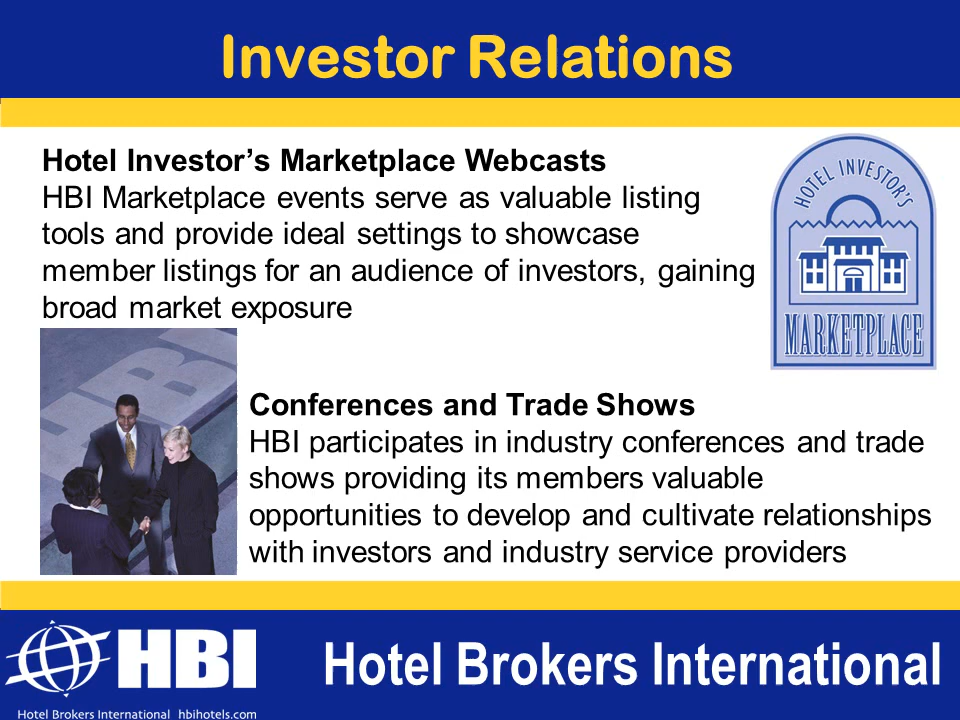 Investor Relations
Hotel Investor’s Marketplace Webcasts
HBI Marketplace events serve as valuable listing
tools and provide ideal settings to showcase
member listings for an audience of investors, gaining
broad market exposure
HOTEL INVESTOR'S
MARKETPLACE
HBI
Conferences and Trade Shows
HBI participates in industry conferences and trade
shows providing its members valuable
opportunities to develop and cultivate relationships
with investors and industry service providers
HBI
Hotel Brokers International hbihotels.com
Hotel Brokers International